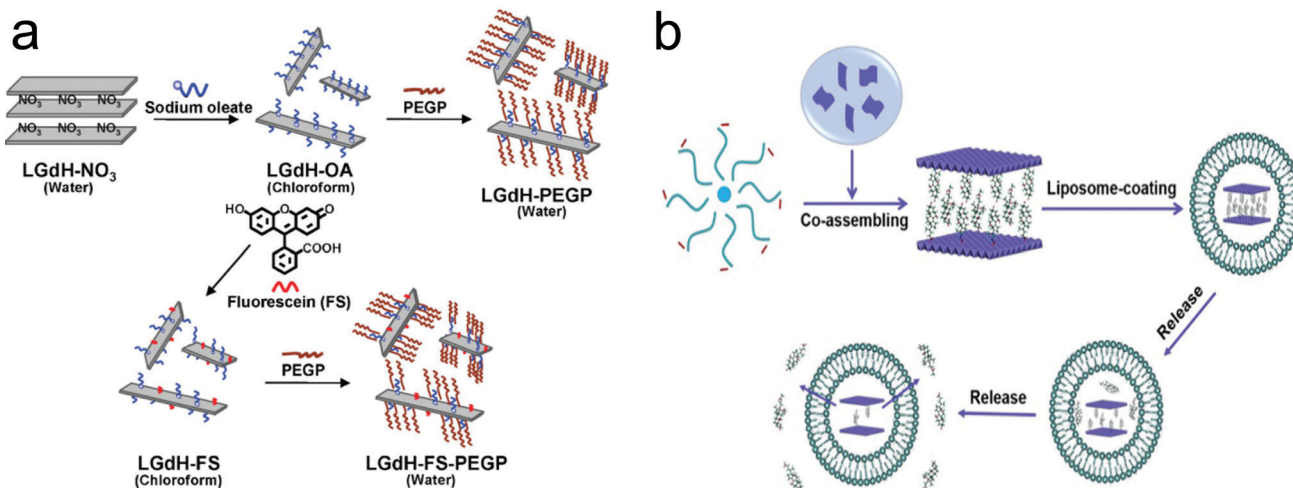 a
NO3 NO3 NO3
NO3 NO3 NO3
LGdH-NO3
(Water)
Sodium oleate
LGdH-OA
(Chloroform)
PEGP
LGdH-PEGP
(Water)
HO
O
O
COOH
Fluorescein (FS)
LGdH-FS
(Chloroform)
PEGP
LGdH-FS-PEGP
(Water)
b
Co-assembling
Liposome-coating
Release
Release